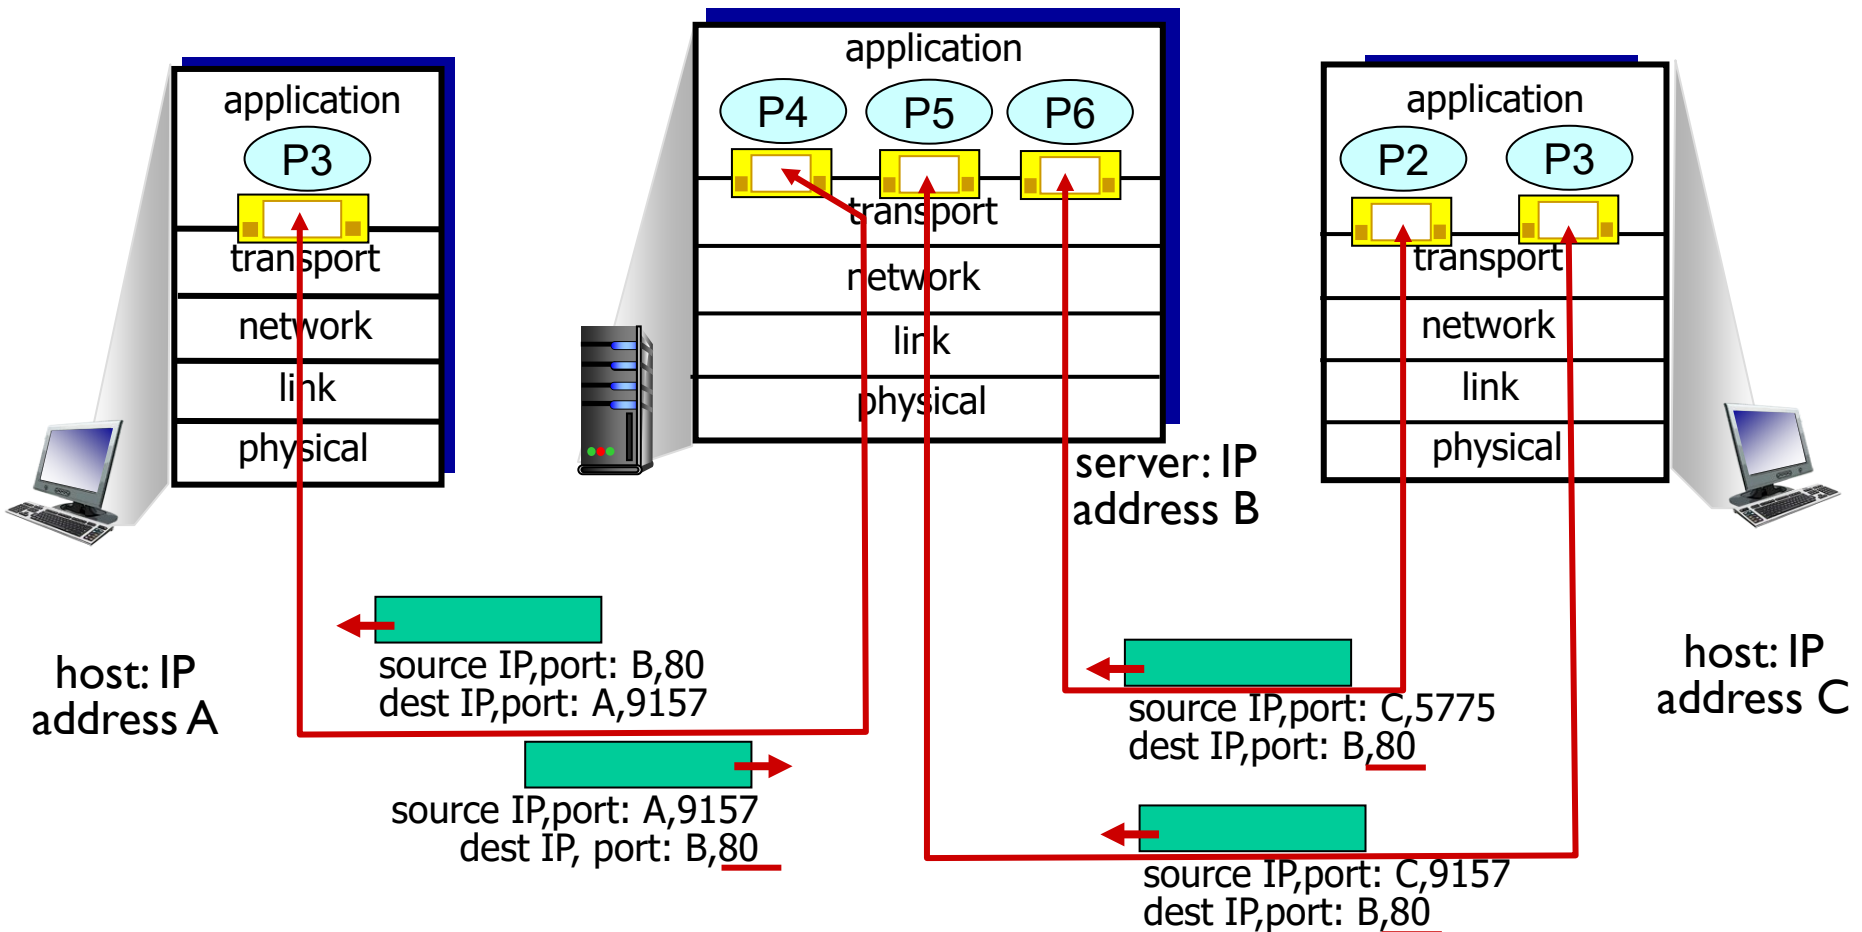 application
P3
transport
network
link
physical
host: IP
address A
application
P4
P5
P6
transport
network
link
physical
server: IP
address B
application
P2
P3
transport
network
link
physical
host: IP
address C
source IP,port: B,80
dest IP,port: A,9157
source IP,port: A,9157
dest IP, port: B,80
source IP,port: C,5775
dest IP,port: B,80
source IP,port: C,9157
dest IP,port: B,80